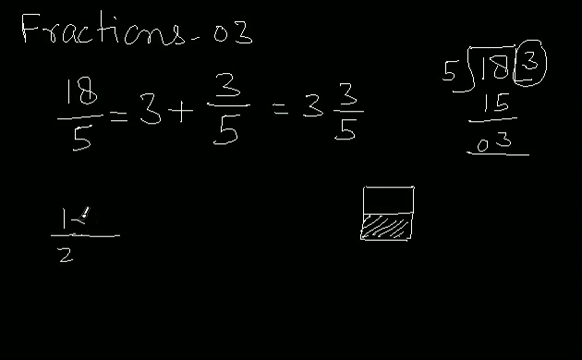 Fractions-03
18/5 = 3 + 3/5 = 3 3/5
5 18 3
15
03
1
2